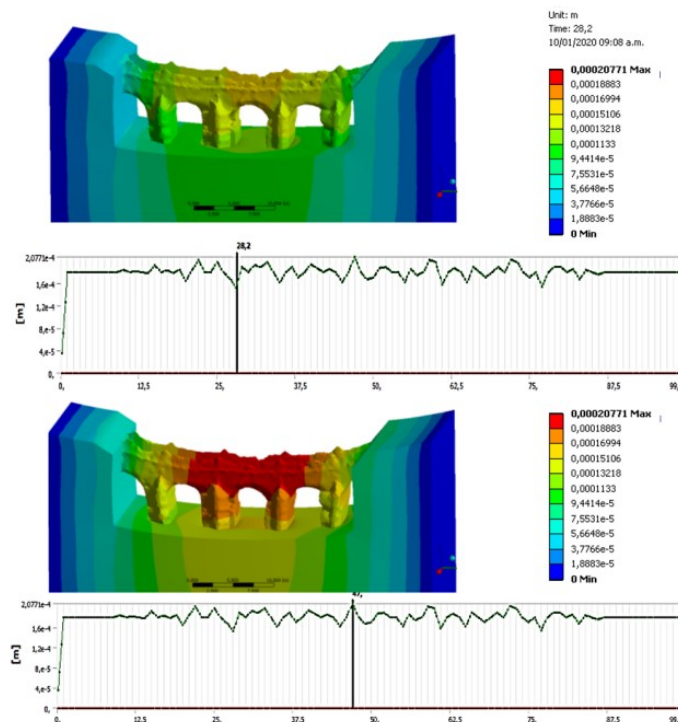 Unit: m
Time: 28,2
10/01/2020 09:08 a.m.
0,00020771 Max
0,00018883
0,00016994
0,00015106
0,00013218
0,0001133
9,4414e-5
7,5531e-5
5,6648e-5
3,7766e-5
1,8883e-5
0 Min
28,2
2,0771e-4
1,6e-4
1,2e-4
8,e-5
4,e-5
0,
[m]
0, 12,5 25, 37,5 50, 62,5 75, 87,5
0,00020771 Max
0,00018883
0,00016994
0,00015106
0,00013218
0,0001133
9,4414e-5
7,5531e-5
5,6648e-5
3,7766e-5
1,8883e-5
0 Min
47,
2,0771e-4
1,6e-4
1,2e-4
8,e-5
4,e-5
0,
[m]
0, 12,5 25, 37,5 50, 62,5 75, 87,5